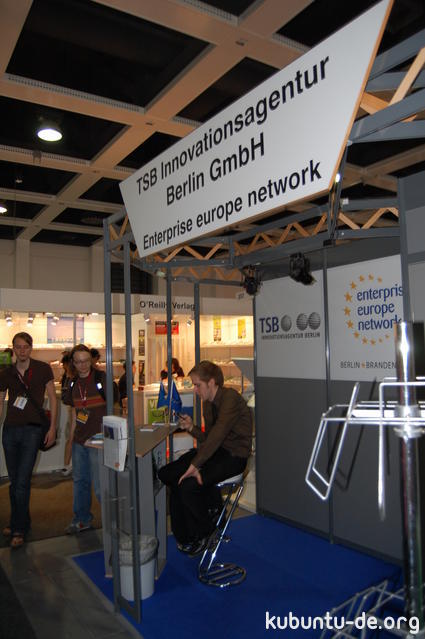 TSB Innovationsagentur
Berlin GmbH
Enterprise europe network
O'Reilly Verlag
TSB
INNOVATIONSAGENTUR BERLIN
enterpris
europe
network
BERLIN BRANDEN
kubuntu-de.org